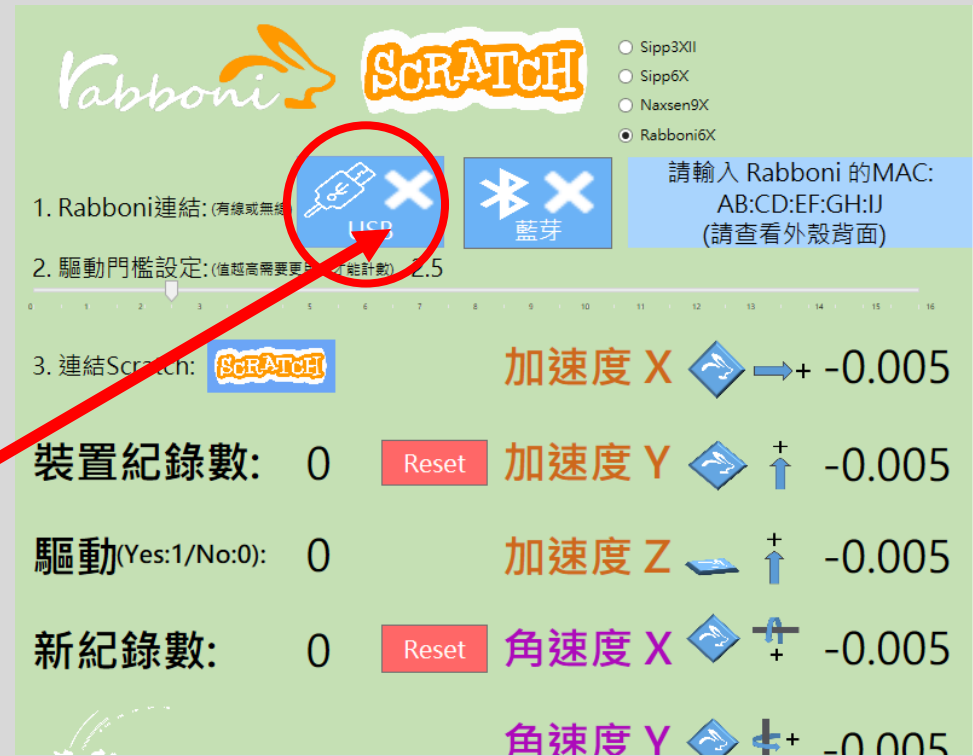 rabboni
SCRATCH
Sipp3XII
Sipp6X
Naxsen9X
Rabboni6X
1. Rabboni連結: (有線或無線)
USB
藍芽
請輸入 Rabboni 的MAC:
AB:CD:EF:GH:IJ
(請查看外殼背面)
2. 驅動門檻設定: (值越高需要更 才能計數) 2.5
0 1 2 3 5 6 7 8 9 10 11 12 13 14 15 16
3. 連結Scratch: SCRATCH
加速度 X + -0.005
裝置紀錄數: 0 Reset
加速度 Y + -0.005
驅動(Yes:1/No:0): 0
加速度 Z + -0.005
新紀錄數: 0 Reset
角速度 X + -0.005
角速度 Y + -0.005